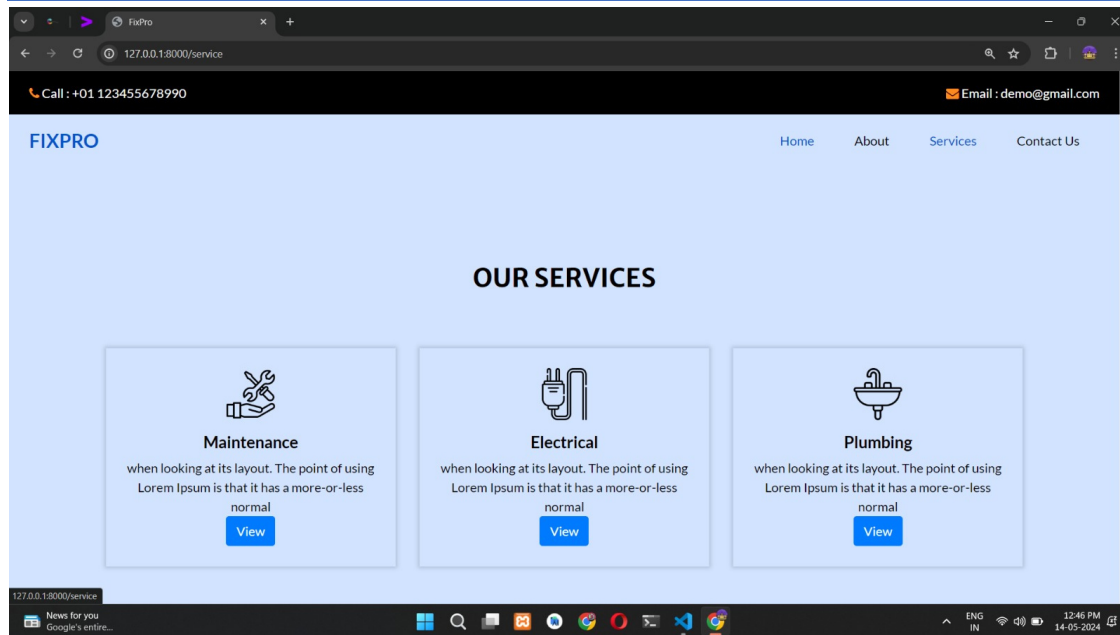 FixPro
127.0.0.1:8000/service
Call : +01 123455678990
Email : demo@gmail.com
FIXPRO
Home About Services Contact Us
OUR SERVICES
Maintenance
when looking at its layout. The point of using
Lorem Ipsum is that it has a more-or-less
normal
View
Electrical
when looking at its layout. The point of using
Lorem Ipsum is that it has a more-or-less
normal
View
Plumbing
when looking at its layout. The point of using
Lorem Ipsum is that it has a more-or-less
normal
View
127.0.0.1:8000/service
News for you
Google's entire...
ENG
IN
12:46 PM
14-05-2024